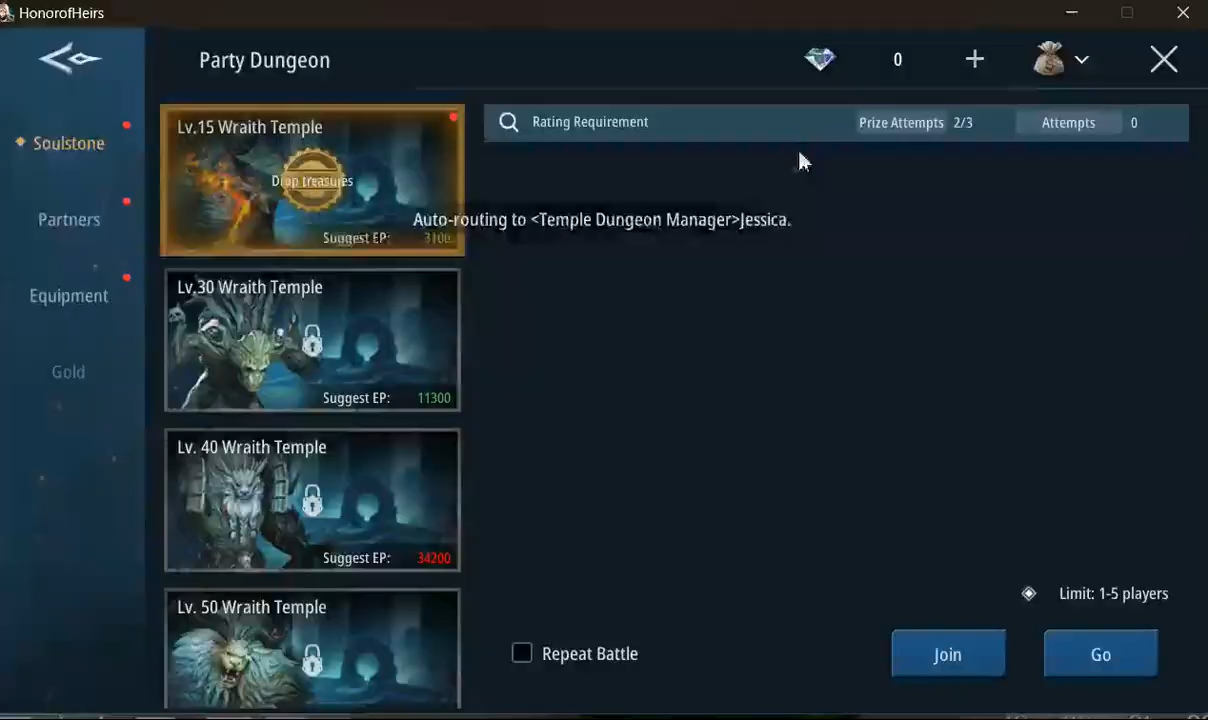 HonorofHeirs
Party Dungeon
0
Soulstone
Partners
Equipment
Gold
Lv.15 Wraith Temple
Drop treasures
Suggest EP: 3100
Lv.30 Wraith Temple
Suggest EP: 11300
Lv. 40 Wraith Temple
Suggest EP: 34200
Lv. 50 Wraith Temple
Rating Requirement
Prize Attempts 2/3
Attempts 0
Auto-routing to <Temple Dungeon Manager>Jessica.
Limit: 1-5 players
Repeat Battle
Join
Go